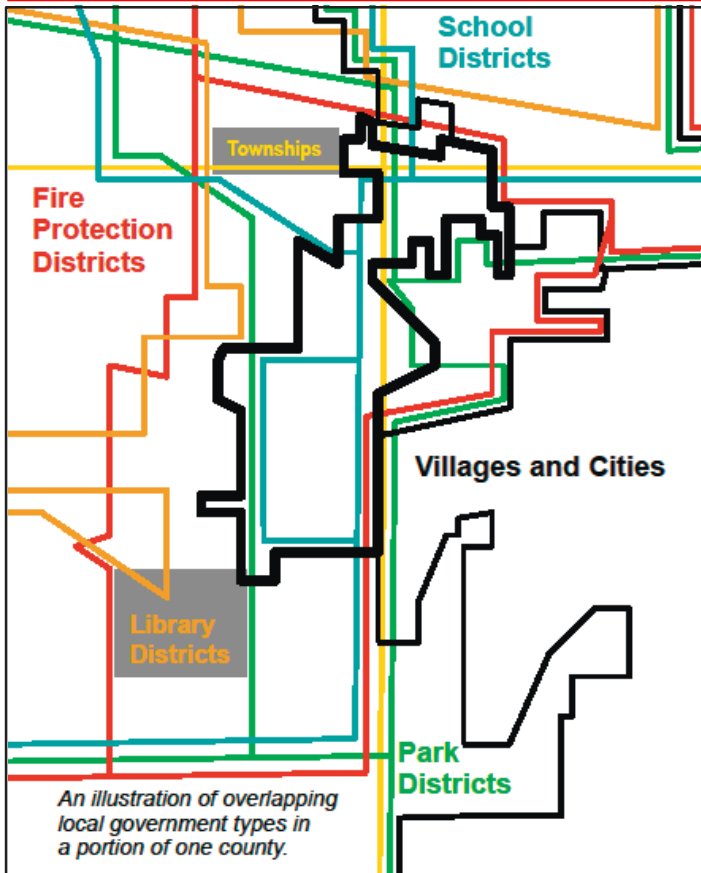 School
Districts
Townships
Fire
Protection
Districts
Villages and Cities
Library
Districts
Park
Districts
An illustration of overlapping
local government types in
a portion of one county.